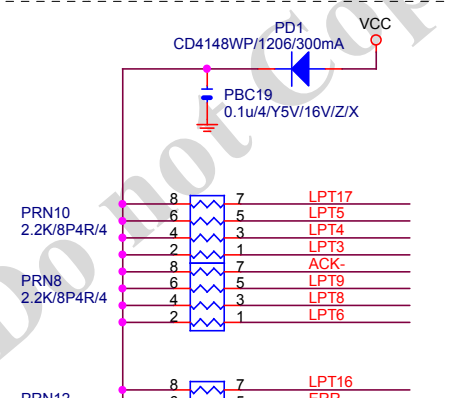 VCC
PD1
CD4148WP/1206/300mA
PBC19
0.1u/4/Y5V/16V/Z/X
PRN10
2.2K/8P4R/4
8 7 LPT17
6 5 LPT5
4 3 LPT4
2 1 LPT3
PRN8
2.2K/8P4R/4
8 7 ACK-
6 5 LPT9
4 3 LPT8
2 1 LPT6
8 7 LPT16
Do not Cop